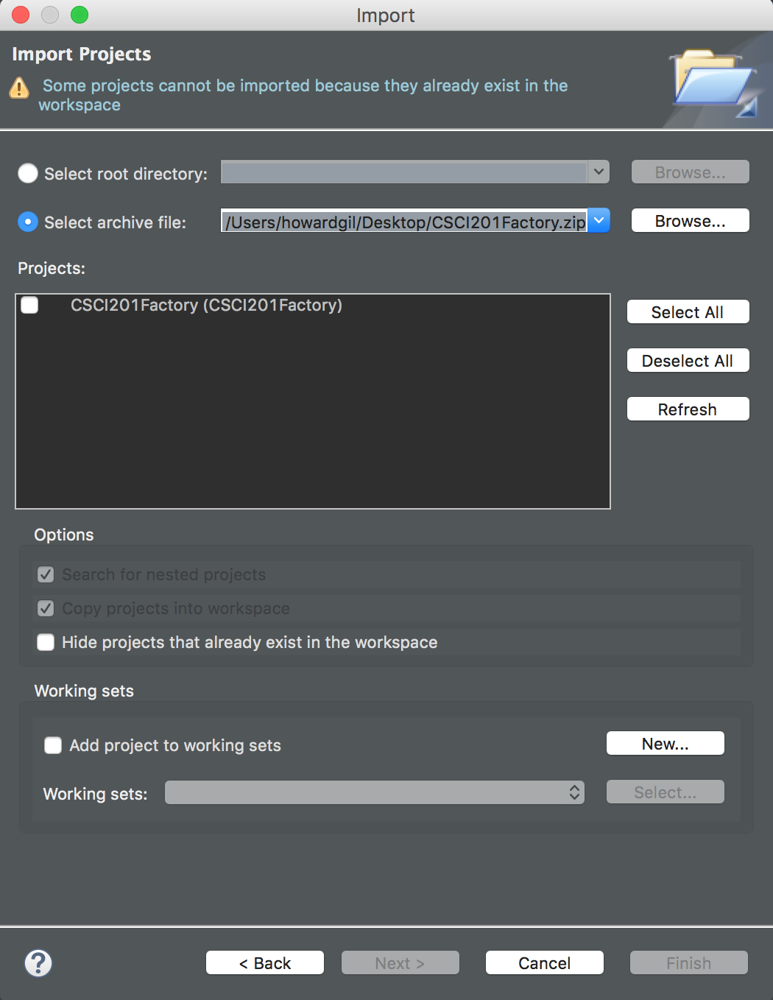 Import
Import Projects
Some projects cannot be imported because they already exist in the
workspace
Select root directory:
Browse...
Select archive file:
/Users/howardgil/Desktop/CSCI201Factory.zip
Browse...
Projects:
CSCI201Factory (CSCI201Factory)
Select All
Deselect All
Refresh
Options
Search for nested projects
Copy projects into workspace
Hide projects that already exist in the workspace
Working sets
Add project to working sets
New...
Working sets:
Select...
?
< Back
Next >
Cancel
Finish